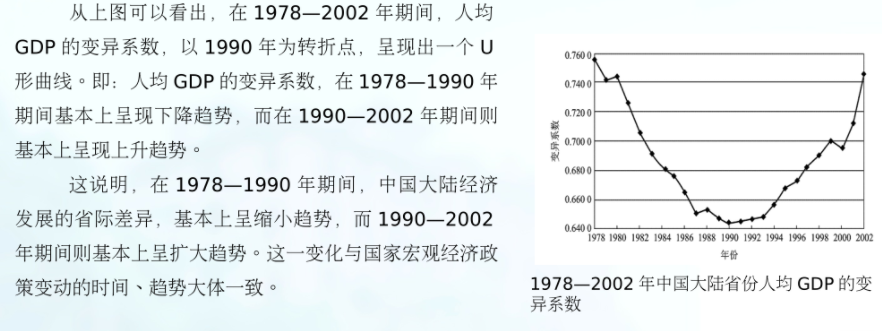 从上图可以看出，在 1978—2002 年期间，人均
GDP 的变异系数，以 1990 年为转折点，呈现出一个 U
形曲线。即：人均 GDP 的变异系数，在 1978—1990 年
期间基本上呈现下降趋势，而在 1990—2002 年期间则
基本上呈现上升趋势。
这说明，在 1978—1990 年期间，中国大陆经济
发展的省际差异，基本上呈缩小趋势，而 1990—2002
年期间则基本上呈扩大趋势。这一变化与国家宏观经济政
策变动的时间、趋势大体一致。
变异系数
0.760 0
0.740 0
0.720 0
0.700 0
0.680 0
0.660 0
0.640 0
1978 1980 1982 1984 1986 1988 1990 1992 1994 1996 1998 2000 2002
年份
1978—2002 年中国大陆省份人均 GDP 的变
异系数